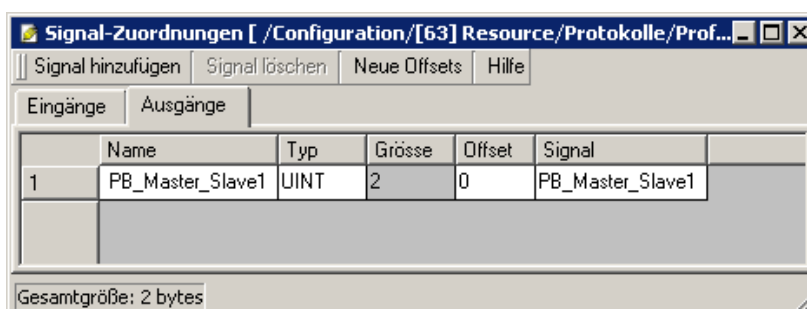 Signal-Zuordnungen [ /Configuration/[63] Resource/Protokolle/Prof...
Signal hinzufügen Signal löschen Neue Offsets Hilfe
Eingänge Ausgänge
Name Typ Grösse Offset Signal
1 PB_Master_Slave1 UINT 2 0 PB_Master_Slave1
Gesamtgröße: 2 bytes